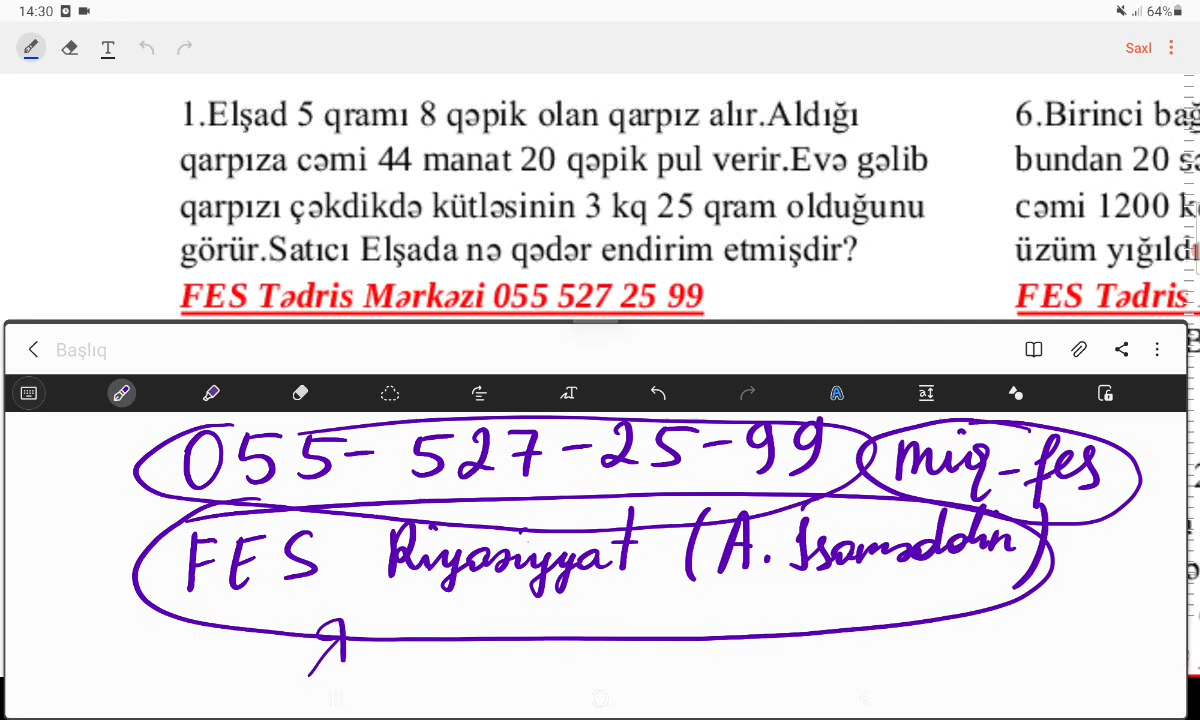 14:30
64%
Saxl
1.Elşad 5 qramı 8 qəpik olan qarpız alır.Aldığı
qarpıza cəmi 44 manat 20 qəpik pul verir.Evə gəlib
qarpızı çəkdikdə kütləsinin 3 kq 25 qram olduğunu
görür.Satıcı Elşada nə qədər endirim etmişdir?
FES Tədris Mərkəzi 055 527 25 99
6.Birinci bağ
bundan 20 sə
cəmi 1200 k
üzüm yığıldı
FES Tədris
Başlıq
055-527-25-99 miq-fes
FES Riyaziyyat (A. İsaməddin)